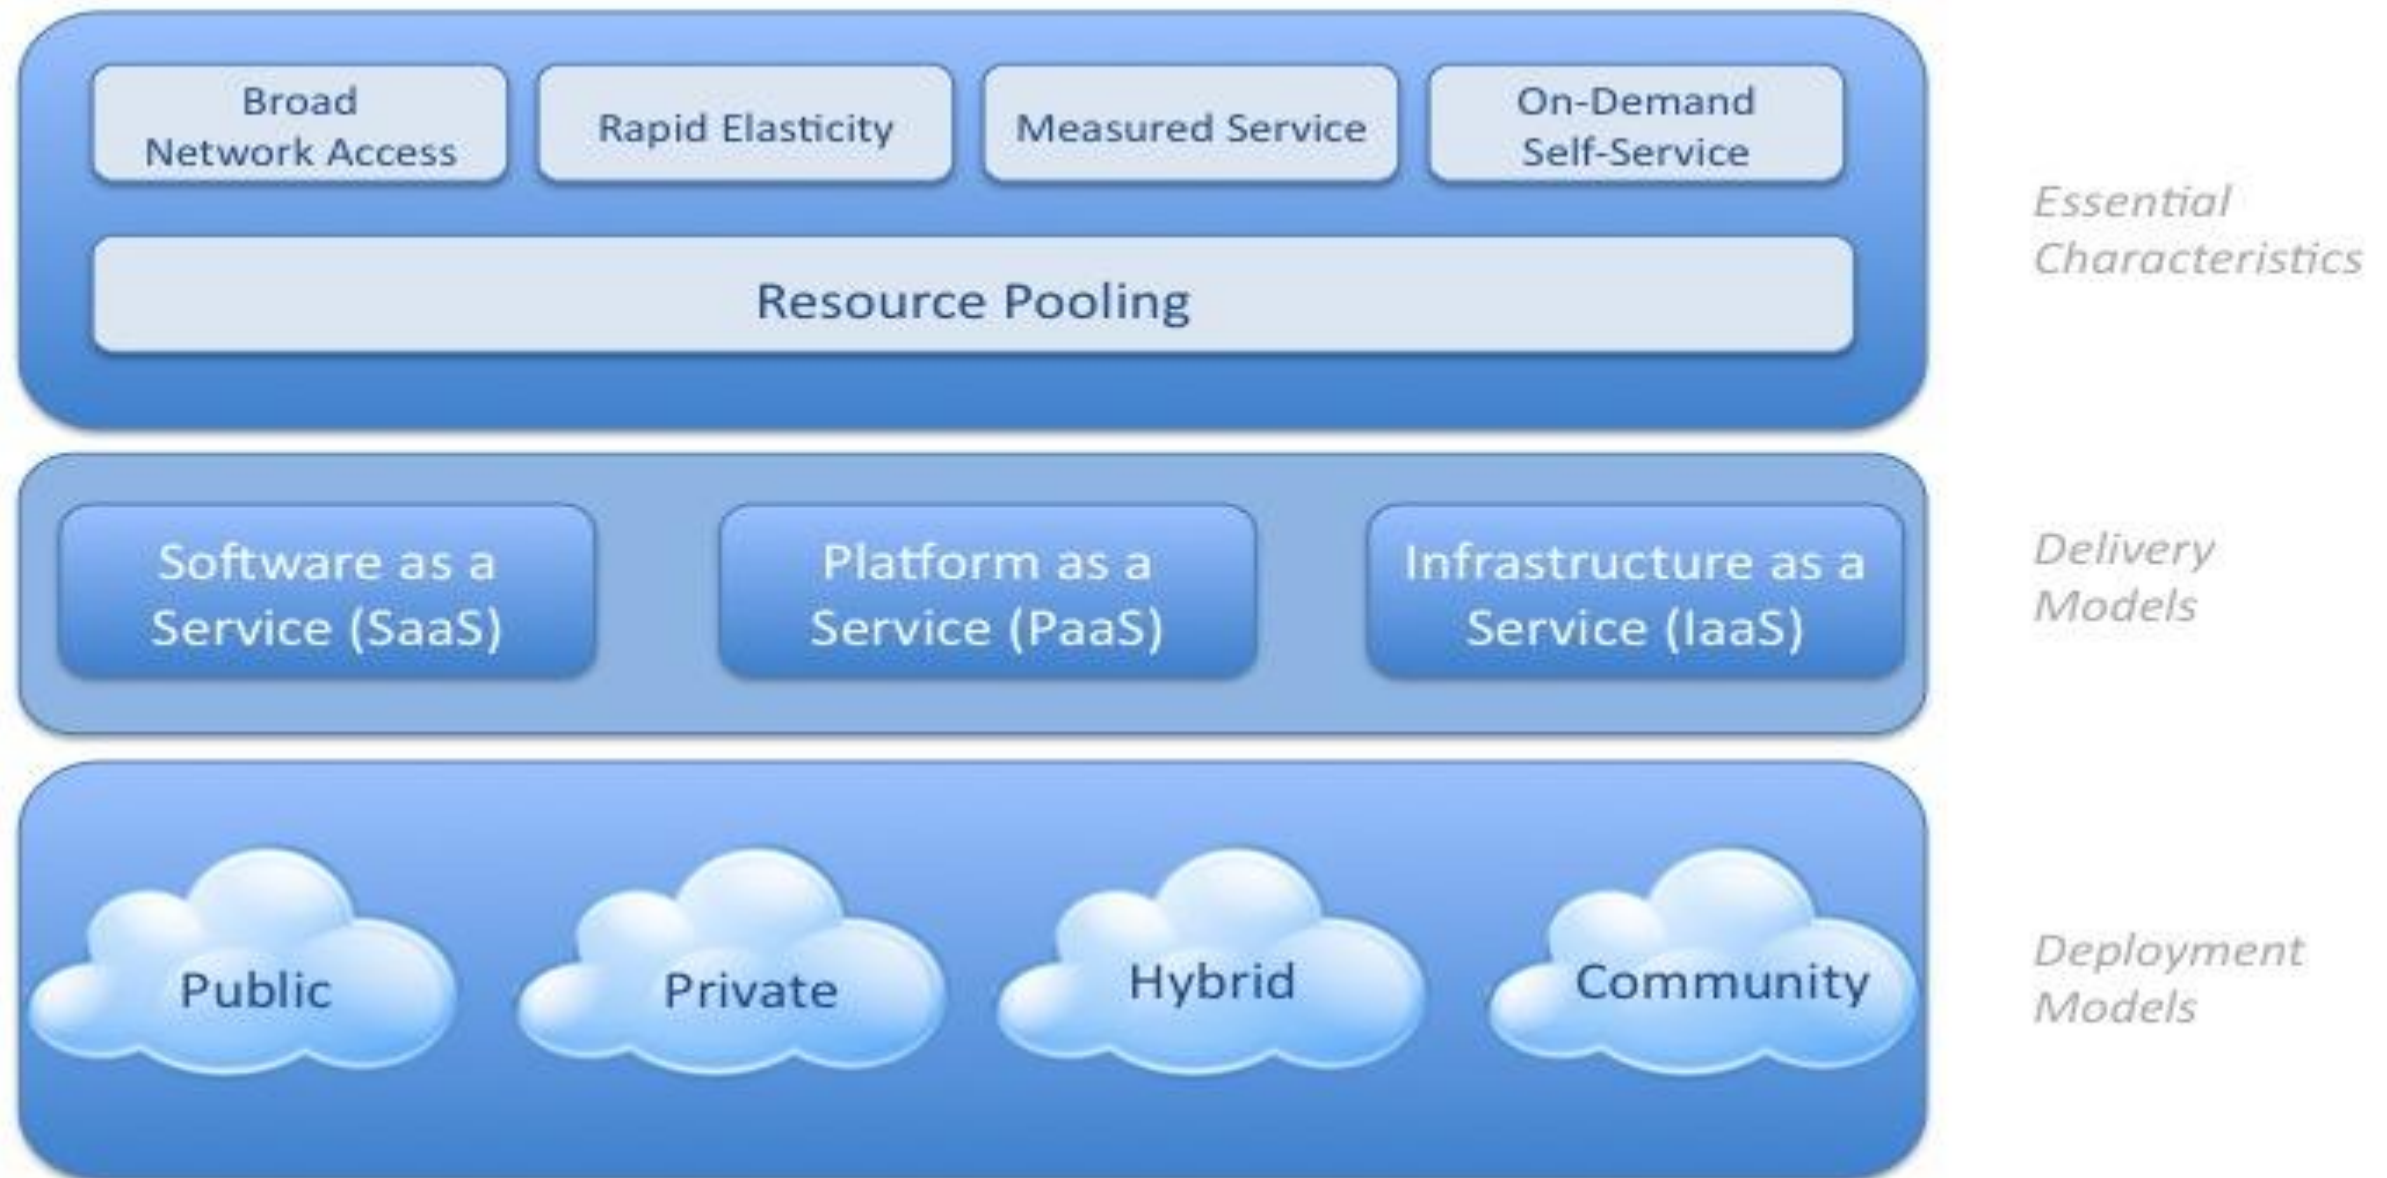 Broad
Network Access
Rapid Elasticity
Measured Service
On-Demand
Self-Service
Resource Pooling
Essential
Characteristics
Software as a
Service (SaaS)
Platform as a
Service (PaaS)
Infrastructure as a
Service (IaaS)
Delivery
Models
Public
Private
Hybrid
Community
Deployment
Models